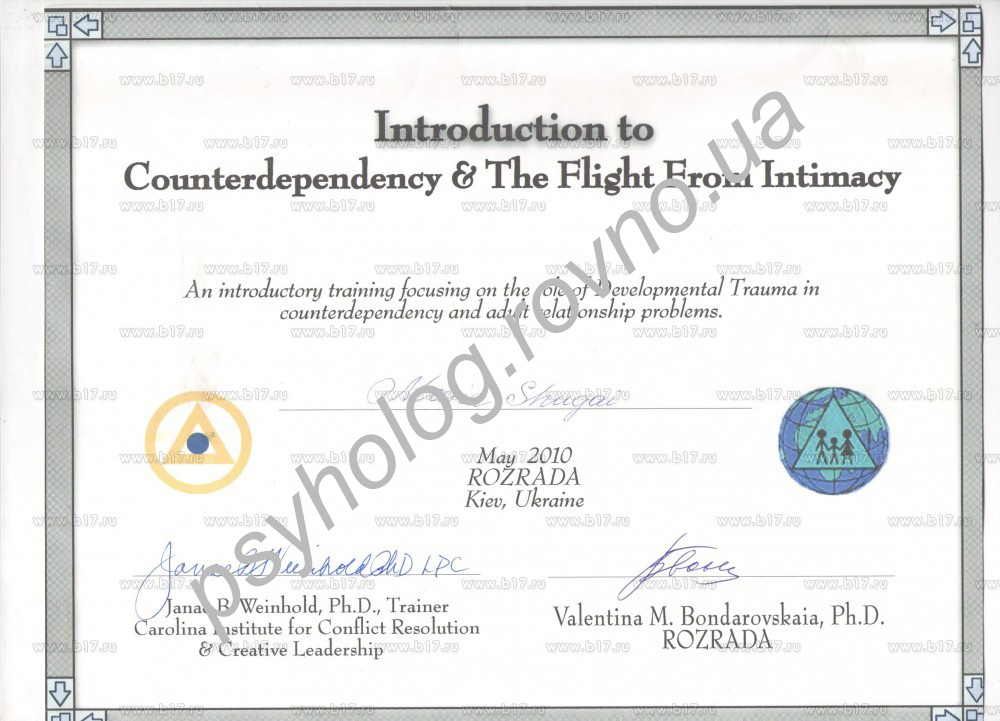 Introduction to
Counterdependency & The Flight From Intimacy
An introductory training focusing on the role of Developmental Trauma in
counterdependency and adult relationship problems.
Shugai
May 2010
ROZRADA
Kiev, Ukraine
Janae B Weinhold PhD LPC
Janae B. Weinhold, Ph.D., Trainer
Carolina Institute for Conflict Resolution
& Creative Leadership
Valentina M. Bondarovskaia, Ph.D.
ROZRADA
psyholog.rovno.ua
www.b17.ru